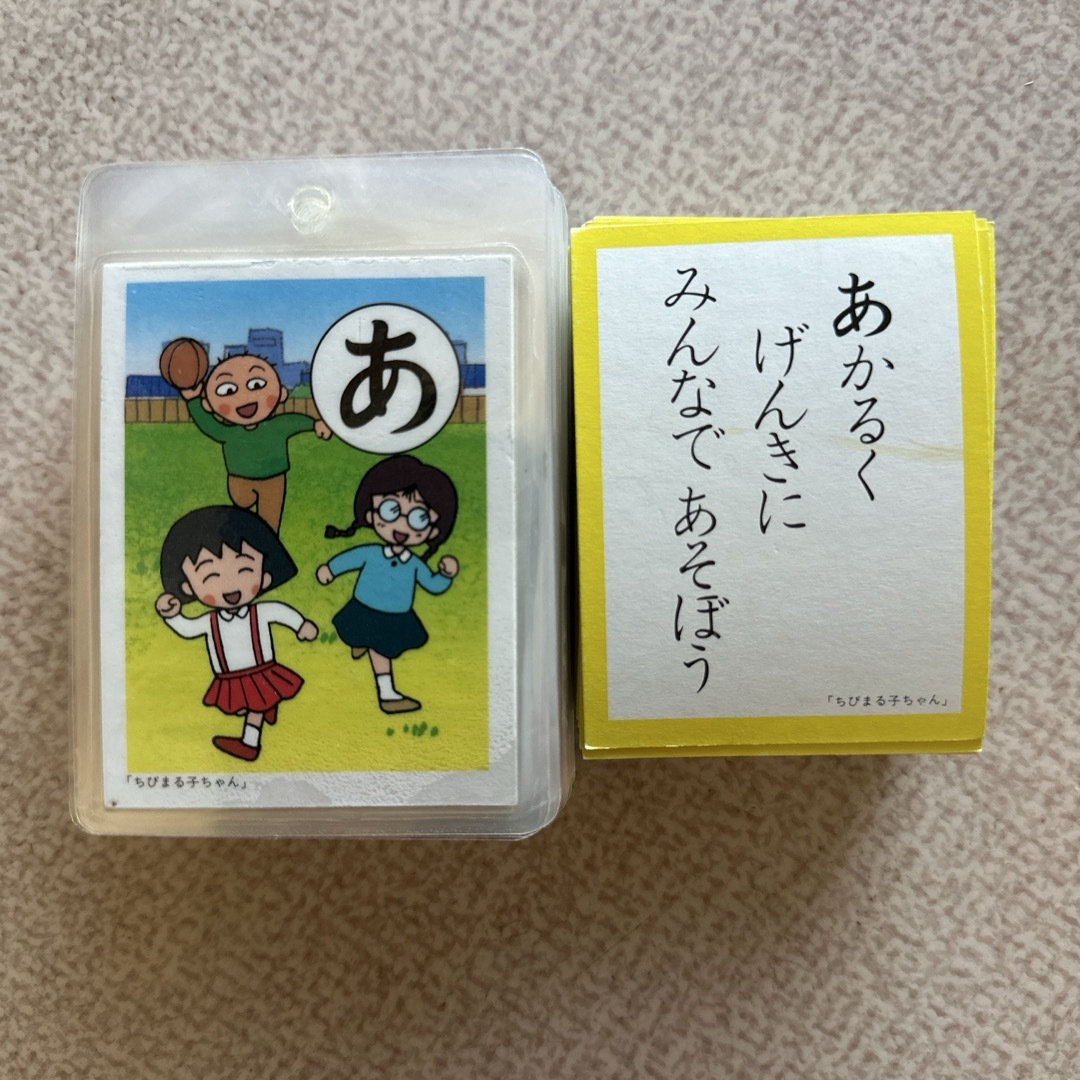 あ
「ちびまる子ちゃん」
あかるく
げんきに
みんなで あそぼう
「ちびまる子ちゃん」